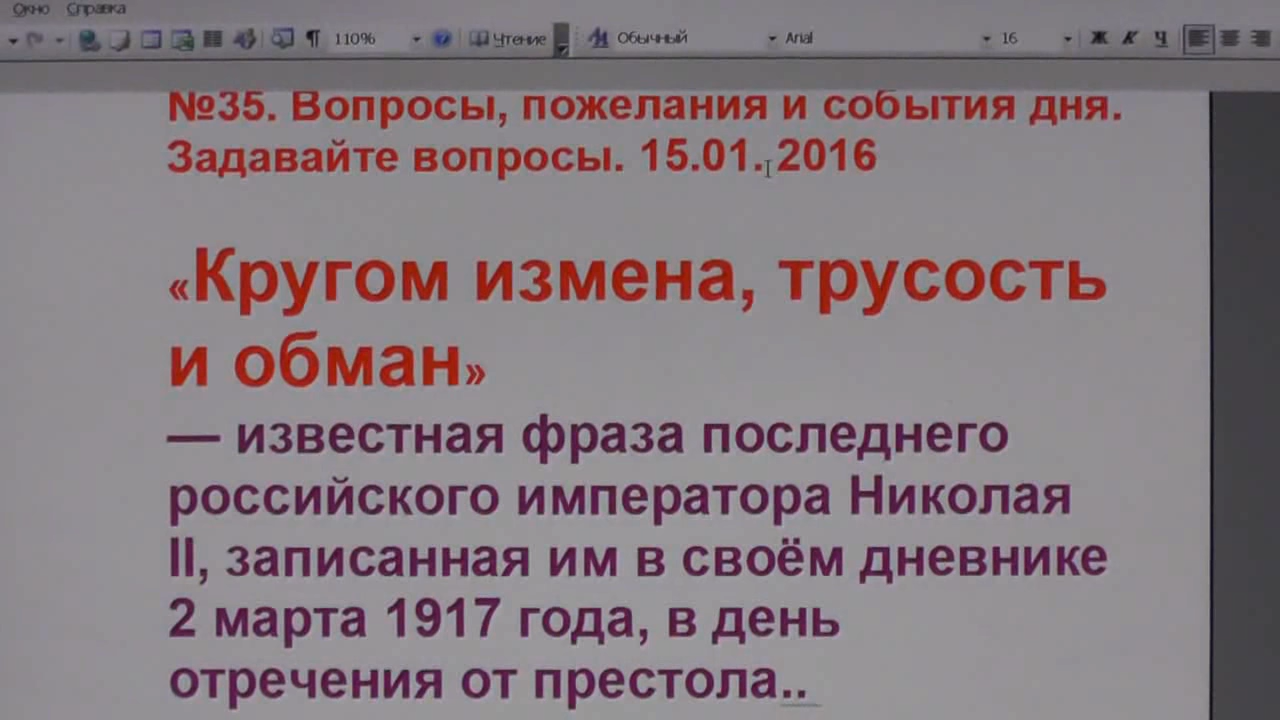 Окно Справка
110% Чтение Обычный Arial 16 Ж К Ч
№35. Вопросы, пожелания и события дня.
Задавайте вопросы. 15.01. 2016
«Кругом измена, трусость
и обман»
— известная фраза последнего
российского императора Николая
II, записанная им в своём дневнике
2 марта 1917 года, в день
отречения от престола..